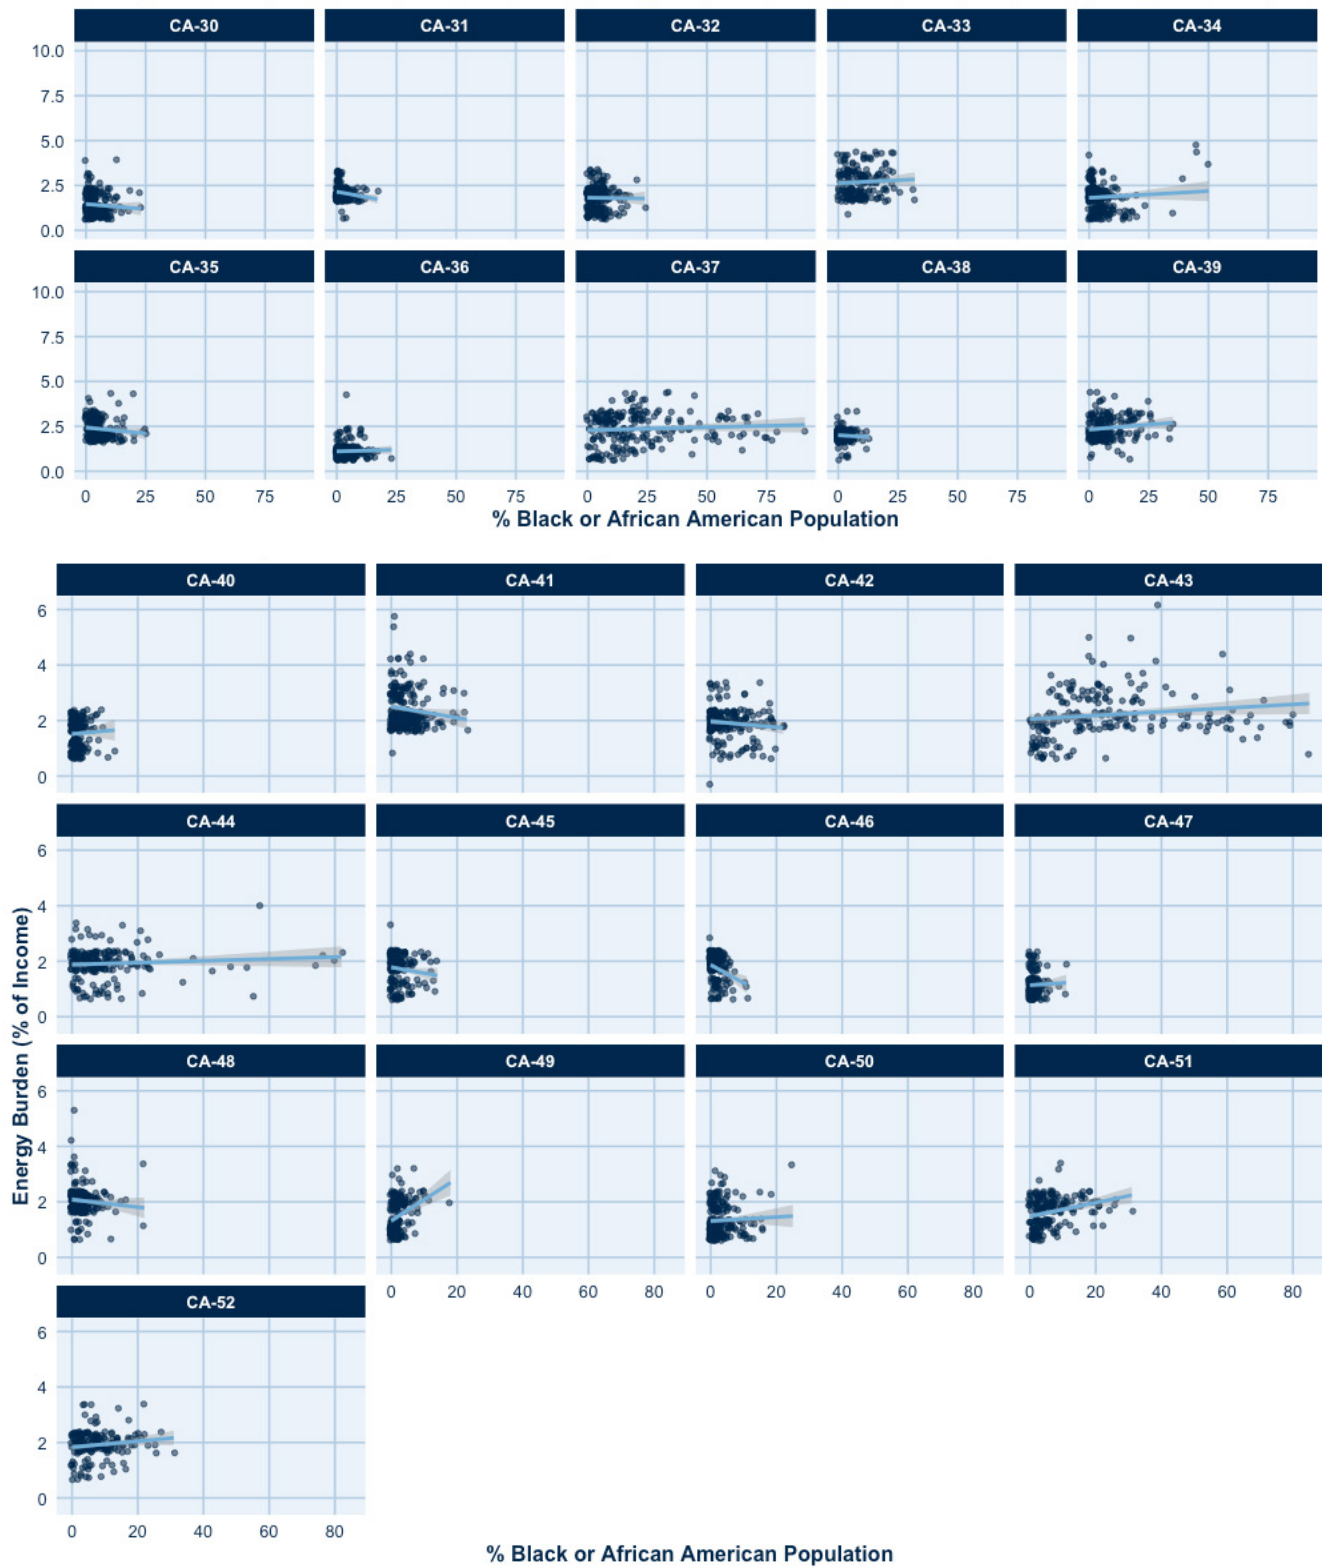 CA-30 CA-31 CA-32 CA-33 CA-34
10.0
7.5
5.0
2.5
0.0
CA-35 CA-36 CA-37 CA-38 CA-39
10.0
7.5
5.0
2.5
0.0
0 25 50 75 0 25 50 75 0 25 50 75 0 25 50 75 0 25 50 75
% Black or African American Population
CA-40 CA-41 CA-42 CA-43
6
4
2
0
CA-44 CA-45 CA-46 CA-47
6
4
2
0
Energy Burden (% of Income)
CA-48 CA-49 CA-50 CA-51
6
4
2
0
0 20 40 60 80 0 20 40 60 80 0 20 40 60 80
CA-52
6
4
2
0
0 20 40 60 80
% Black or African American Population